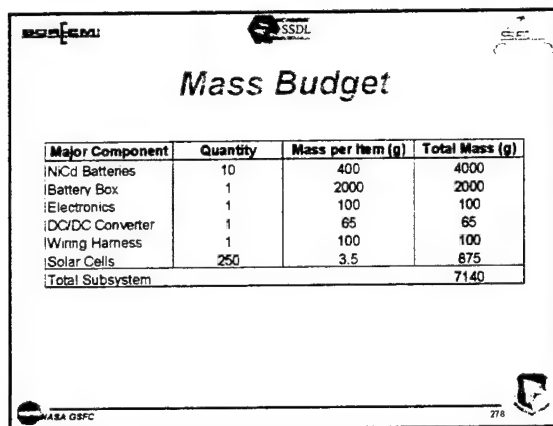 SSDL
Mass Budget
Major Component Quantity Mass per Item (g) Total Mass (g)
NiCd Batteries 10 400 4000
Battery Box 1 2000 2000
Electronics 1 100 100
DC/DC Converter 1 65 65
Wiring Harness 1 100 100
Solar Cells 250 3.5 875
Total Subsystem 7140
NASA GSFC 278